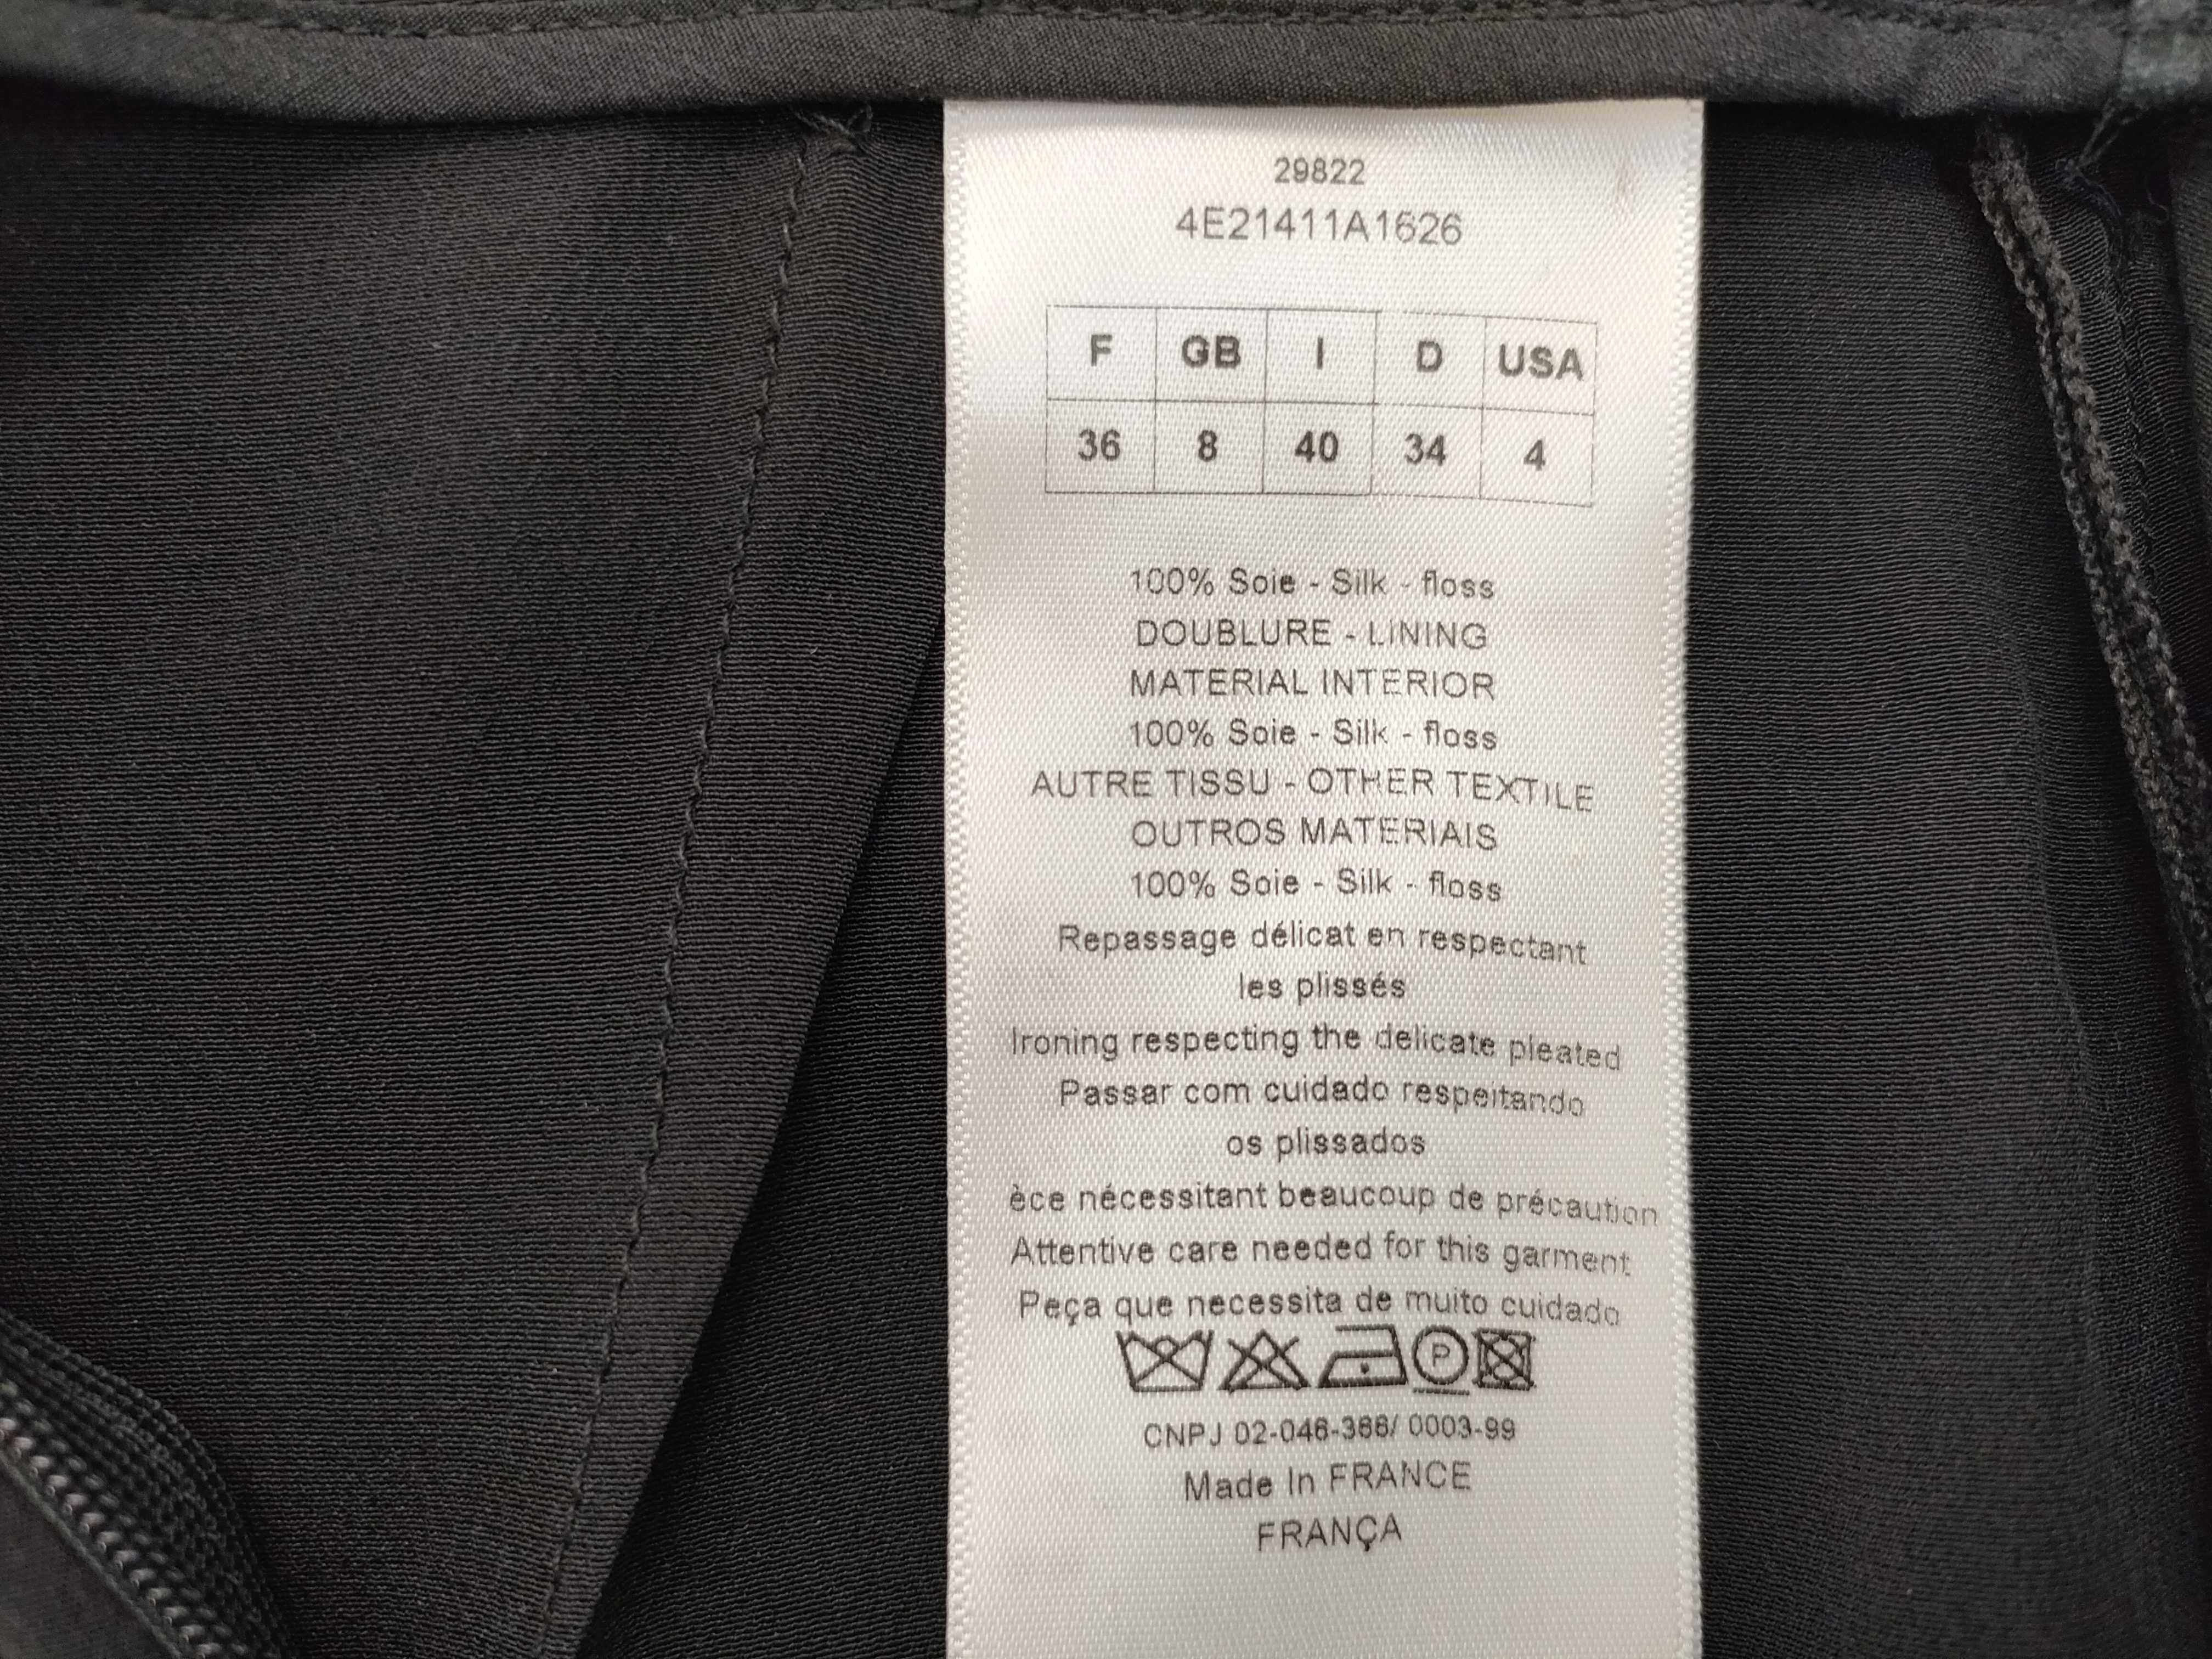 29822
4E21411A1626
F GB I D USA
36 8 40 34 4
100% Soie - Silk - floss
DOUBLURE - LINING
MATERIAL INTERIOR
100% Soie - Silk - floss
AUTRE TISSU - OTHER TEXTILE
OUTROS MATERIAIS
100% Soie - Silk - floss
Repassage délicat en respectant
les plissés
Ironing respecting the delicate pleated
Passar com cuidado respeitando
os plissados
èce nécessitant beaucoup de précaution
Attentive care needed for this garment
Peça que necessita de muito cuidado
P
CNPJ 02-046-366/ 0003-99
Made In FRANCE
FRANÇA